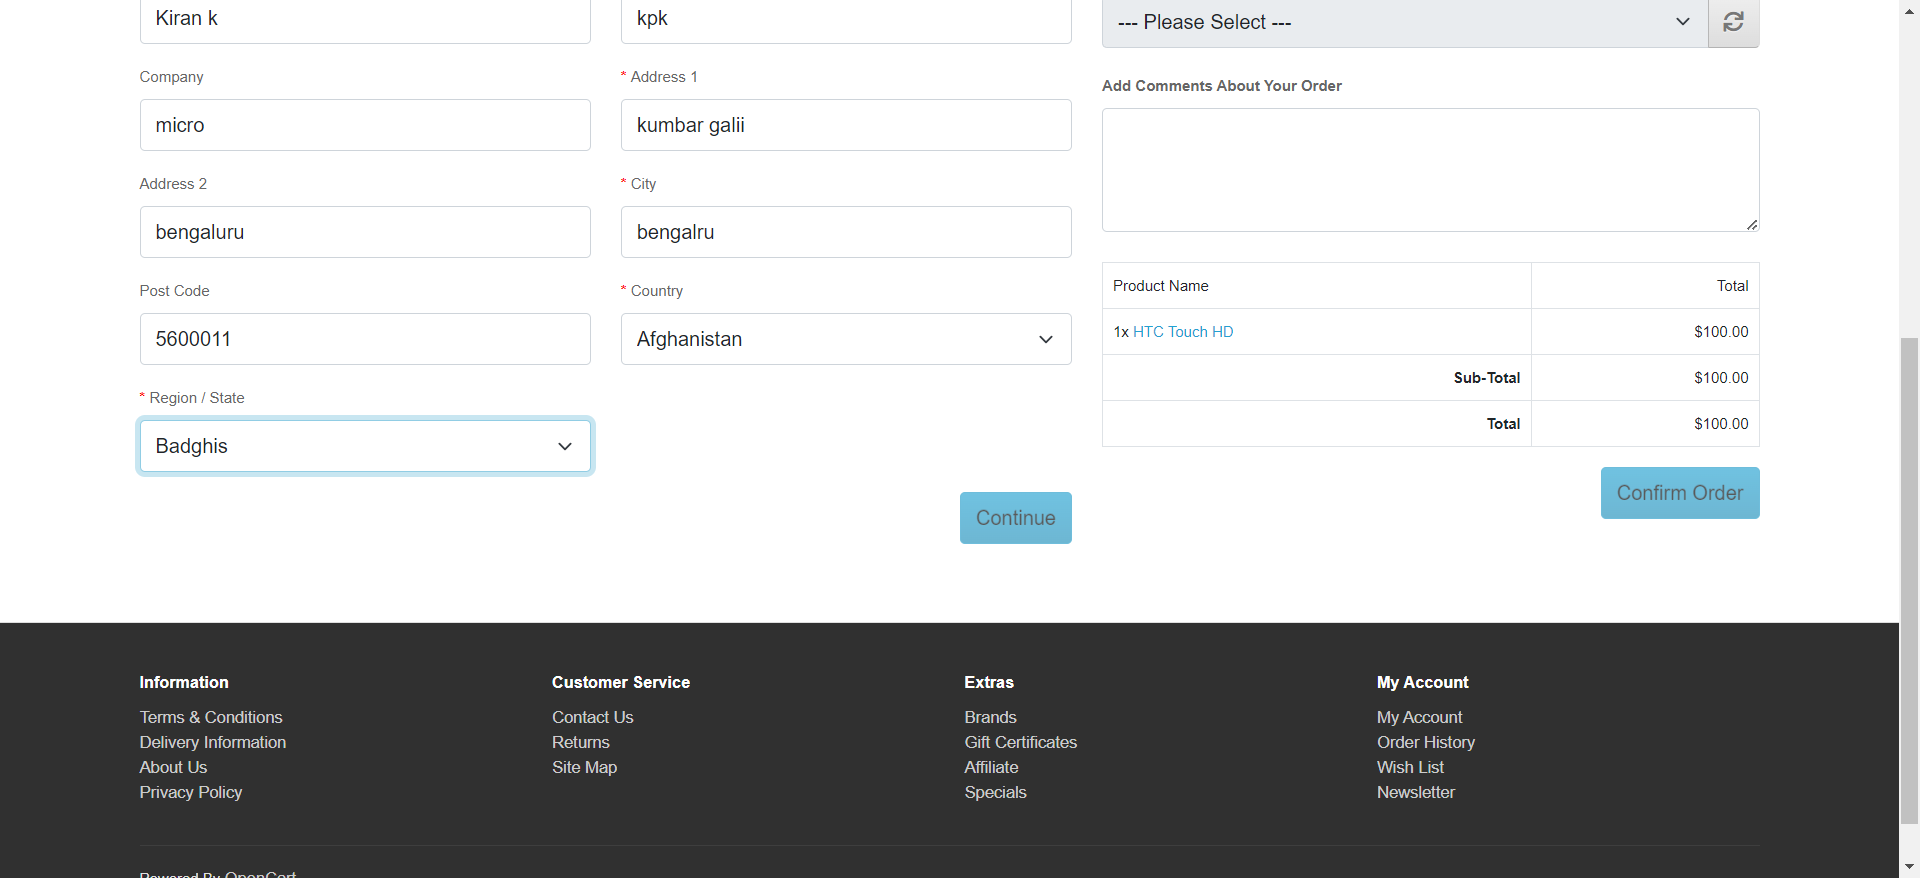 Kiran k
kpk
Company
* Address 1
micro
kumbar galii
Address 2
* City
bengaluru
bengalru
Post Code
* Country
5600011
Afghanistan
* Region / State
Badghis
Continue
--- Please Select ---
Add Comments About Your Order
Product Name Total
1x HTC Touch HD $100.00
Sub-Total $100.00
Total $100.00
Confirm Order
Information
Terms & Conditions
Delivery Information
About Us
Privacy Policy
Customer Service
Contact Us
Returns
Site Map
Extras
Brands
Gift Certificates
Affiliate
Specials
My Account
My Account
Order History
Wish List
Newsletter
Powered By OpenCart